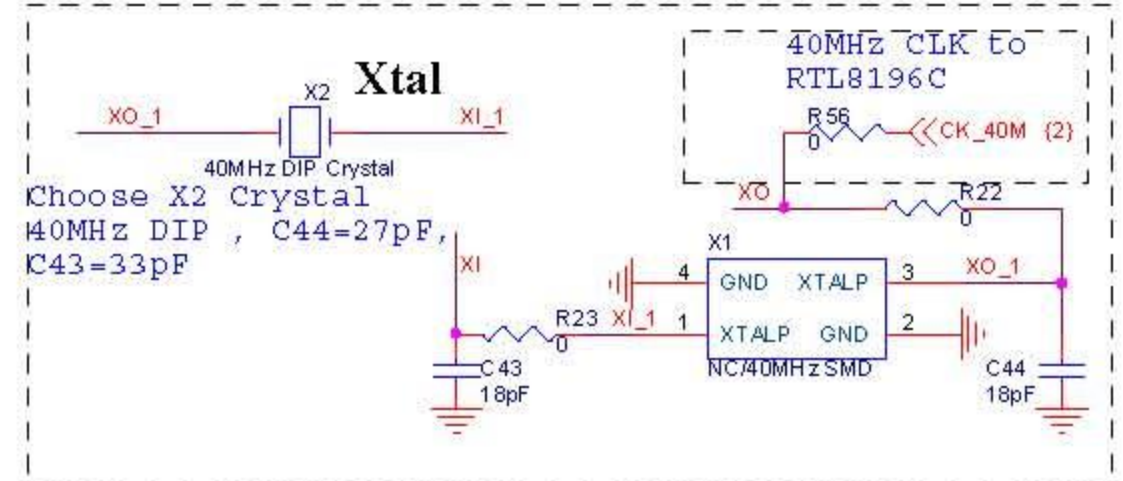 40MHz CLK to
RTL8196C
Xtal
X2
XO_1
XI_1
R56
0
CK_40M {2}
40MHz DIP Crystal
Choose X2 Crystal
40MHz DIP , C44=27pF,
C43=33pF
XO
R22
0
X1
XI
4
GND
XTALP
3
XO_1
R23
0
XI_1
1
XTALP
GND
2
NC/40MHz SMD
C43
18pF
C44
18pF